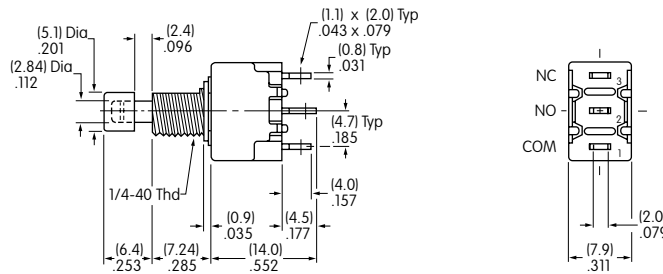 (5.1) Dia
.201
(2.84) Dia
.112
(2.4)
.096
(1.1) x (2.0) Typ
.043 x .079
(0.8) Typ
.031
(4.7) Typ
.185
(4.0)
.157
1/4-40 Thd
(0.9)
.035
(4.5)
.177
(6.4)
.253
(7.24)
.285
(14.0)
.552
NC
3
NO
2
COM
1
(2.0)
.079
(7.9)
.311